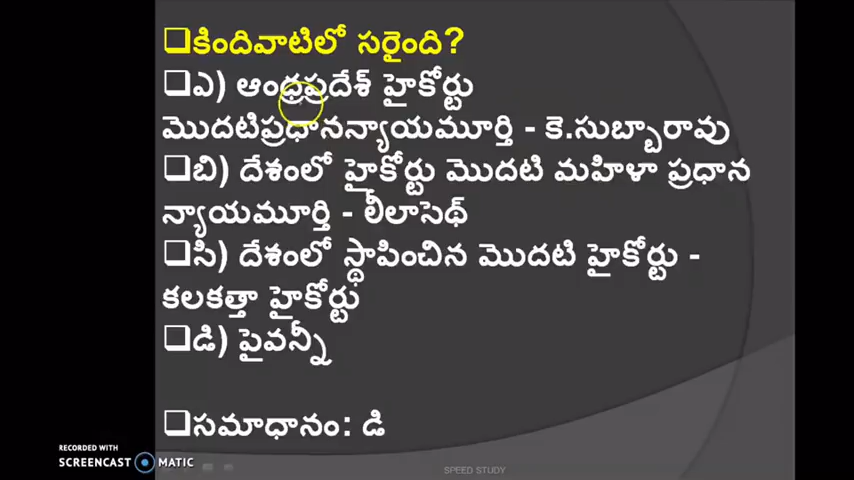 కిందివాటిలో సరైంది?
ఎ) ఆంధ్రప్రదేశ్ హైకోర్టు
మొదటిప్రధానన్యాయమూర్తి - కె.సుబ్బారావు
బి) దేశంలో హైకోర్టు మొదటి మహిళా ప్రధాన
న్యాయమూర్తి - లీలాసెథ్
సి) దేశంలో స్థాపించిన మొదటి హైకోర్టు -
కలకత్తా హైకోర్టు
డి) పైవన్నీ
సమాధానం: డి
RECORDED WITH
SCREENCAST MATIC
SPEED STUDY